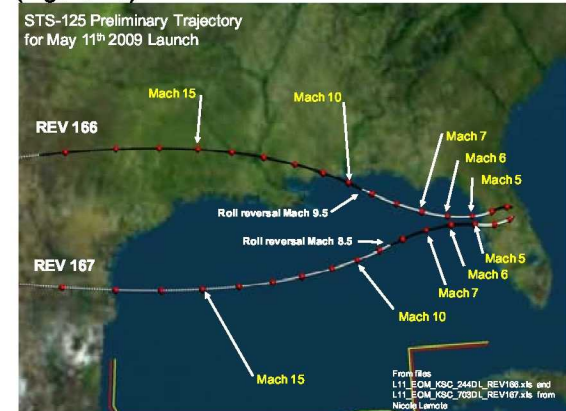 STS-125 Preliminary Trajectory
for May 11th 2009 Launch
Mach 15
Mach 10
REV 166
Mach 7
Mach 6
Mach 5
Roll reversal Mach 9.5
Roll reversal Mach 8.5
REV 167
Mach 5
Mach 6
Mach 7
Mach 10
Mach 15
From files
L11_EOM_KSC_244DL_REV166.xls and
L11_EOM_KSC_703DL_REV167.xls from
Nicole Lamote